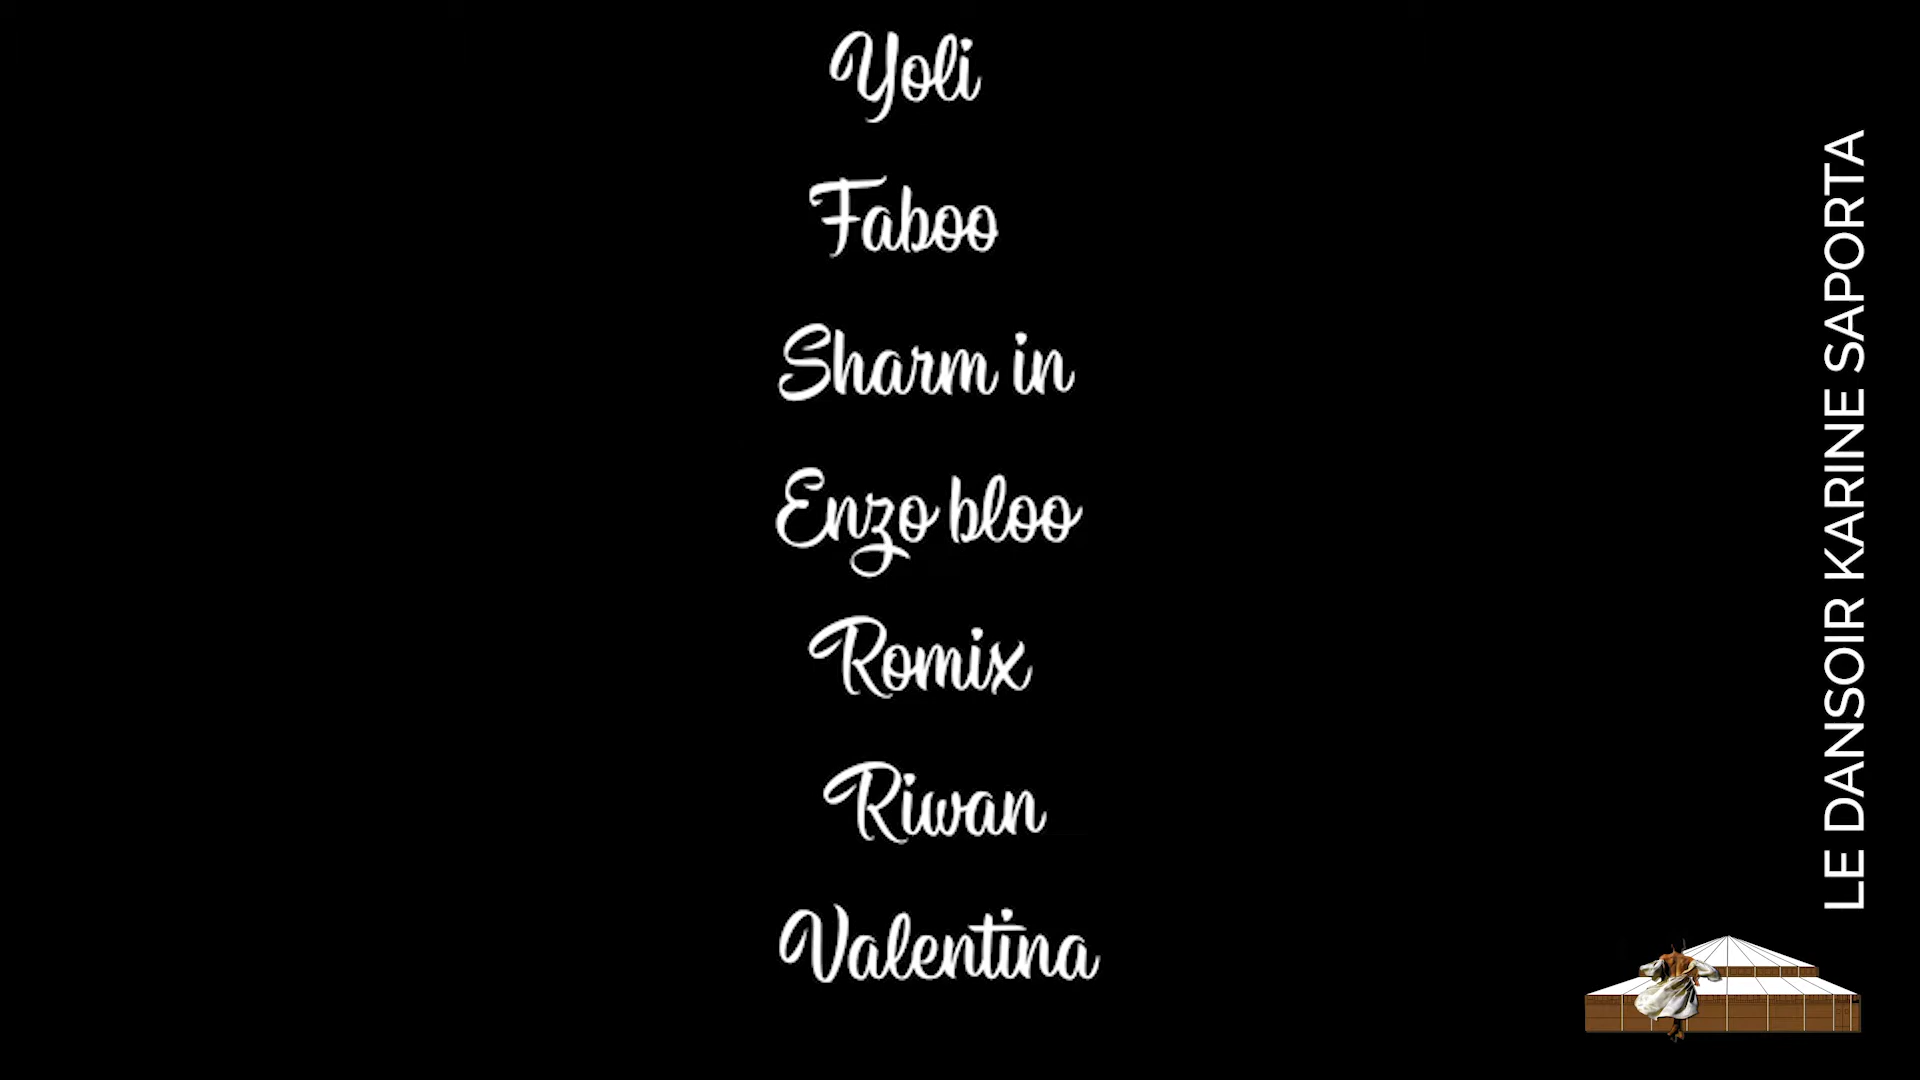 Yoli
Faboo
Sharm in
Enzo bloo
Romix
Riwan
Valentina
LE DANSOIR KARINE SAPORTA